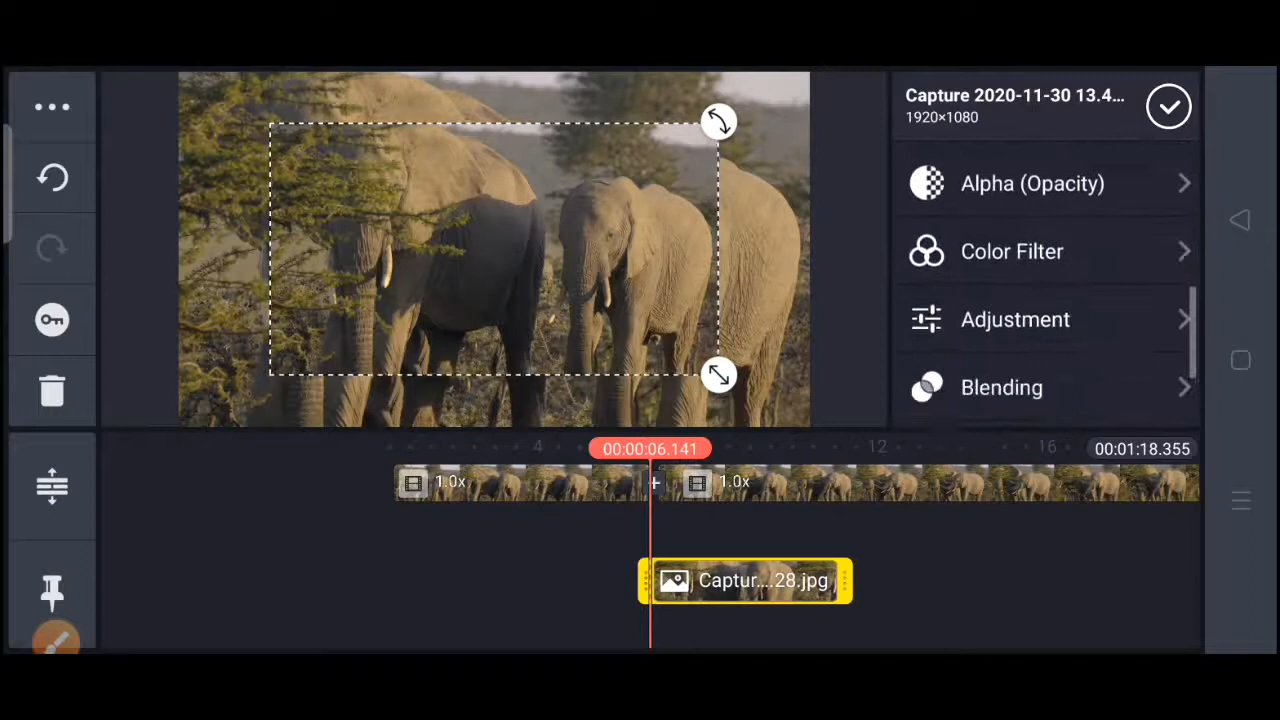 Capture 2020-11-30 13.4...
1920×1080
Alpha (Opacity)
Color Filter
Adjustment
Blending
4
00:00:06.141
12
16
00:01:18.355
1.0x
1.0x
Captur....28.jpg